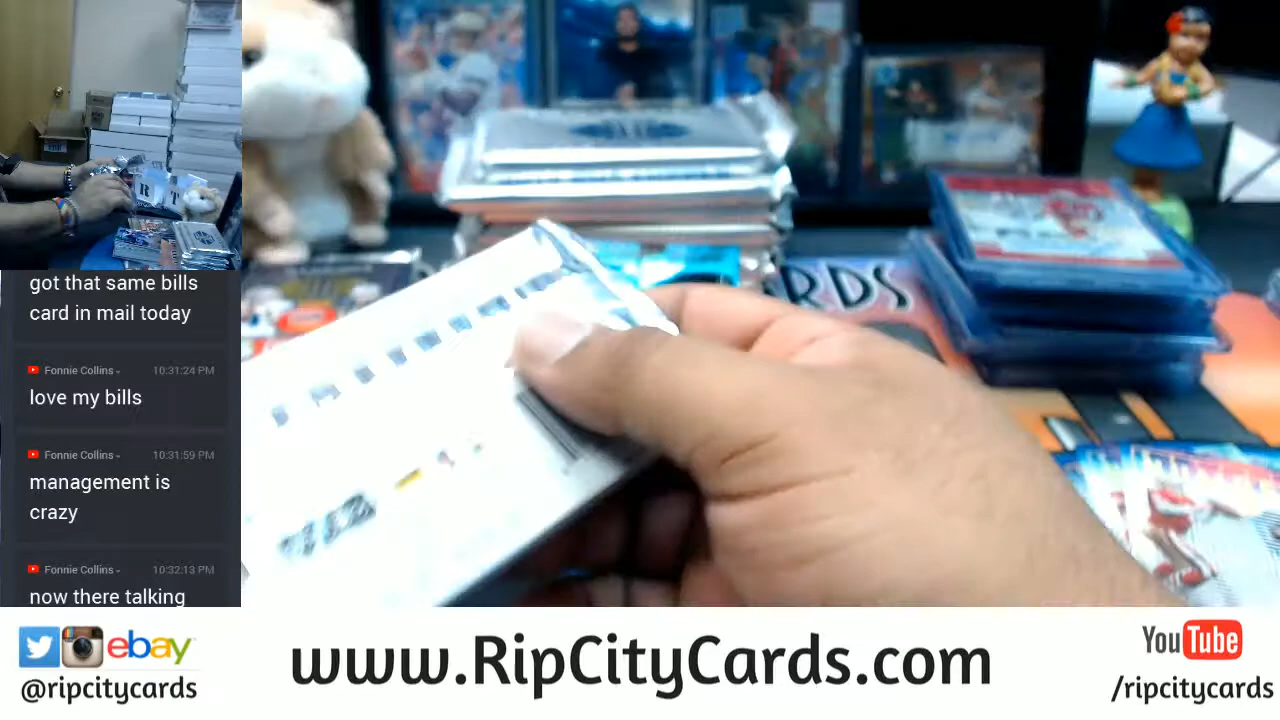 got that same bills
card in mail today
Fonnie Collins
10:31:24 PM
love my bills
Fonnie Collins
10:31:59 PM
management is
crazy
Fonnie Collins
10:32:13 PM
now there talking
R T
ARDS
ebay
@ripcitycards
www.RipCityCards.com
YouTube
/ripcitycards